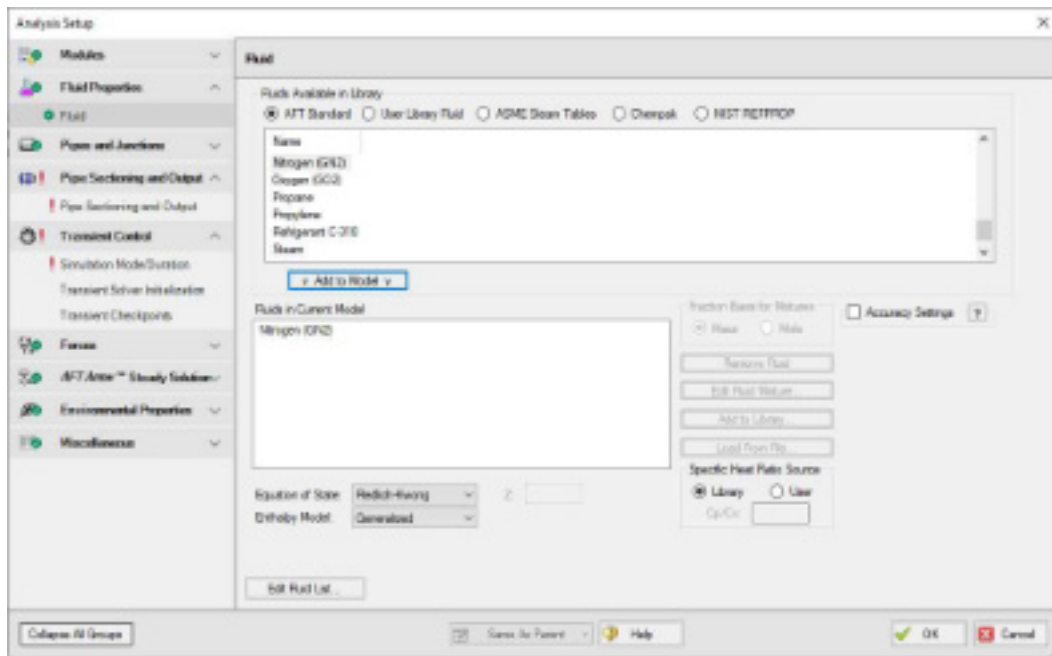 Analysis Setup
Modules
Fluid Properties
Fluid
Pipes and Junctions
Pipe Sectioning and Output
Pipe Sectioning and Output
Transient Control
Simulation Mode/Duration
Transient Solver Initialization
Transient Checkpoints
Forces
AFT Arrow™ Steady Solution
Environmental Properties
Miscellaneous
Collapse All Groups
Fluid
Fluids Available in Library
AFT Standard User Library Fluid ASME Steam Tables Chempak NIST REFPROP
Name
Nitrogen (GN2)
Oxygen (GO2)
Propane
Propylene
Refrigerant C-318
Steam
v Add to Model v
Fluids in Current Model
Nitrogen (GN2)
Fraction Basis for Mixtures
Mass Mole
Accuracy Settings ?
Remove Fluid
Edit Fluid Mixture...
Add to Library...
Load From File...
Specific Heat Ratio Source
Library User
Cp/Cv:
Equation of State: Redlich-Kwong Z:
Enthalpy Model: Generalized
Edit Fluid List...
Same As Parent Help OK Cancel